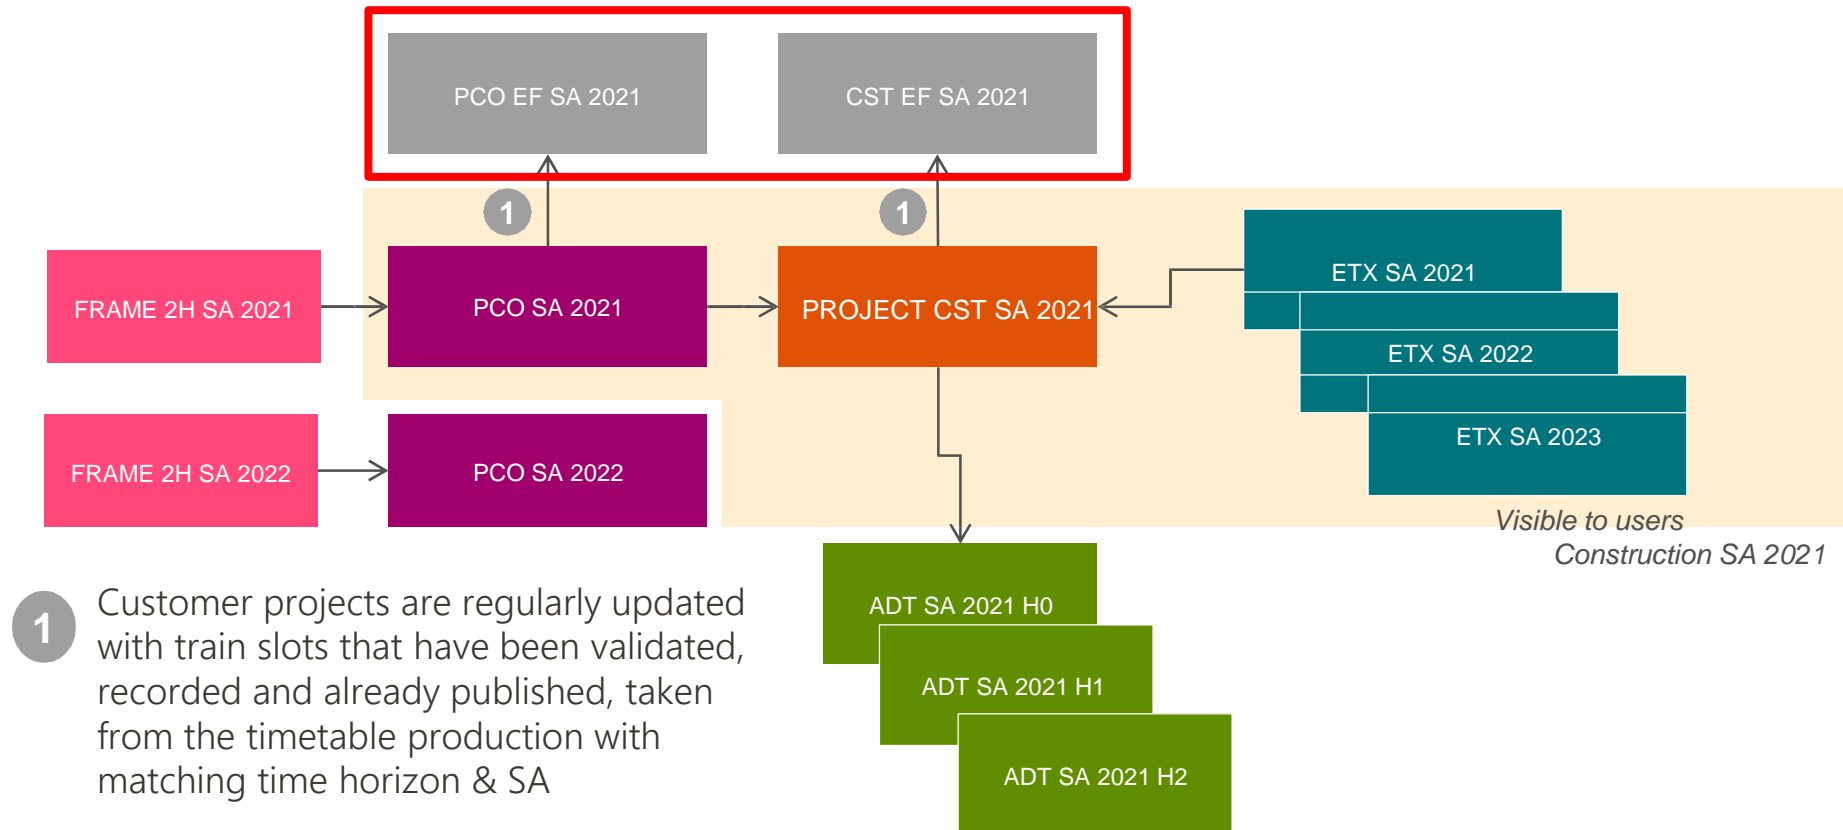 PCO EF SA 2021
CST EF SA 2021
1
1
FRAME 2H SA 2021
PCO SA 2021
PROJECT CST SA 2021
ETX SA 2021
ETX SA 2022
ETX SA 2023
FRAME 2H SA 2022
PCO SA 2022
Visible to users
Construction SA 2021
ADT SA 2021 H0
ADT SA 2021 H1
ADT SA 2021 H2
1
Customer projects are regularly updated
with train slots that have been validated,
recorded and already published, taken
from the timetable production with
matching time horizon & SA